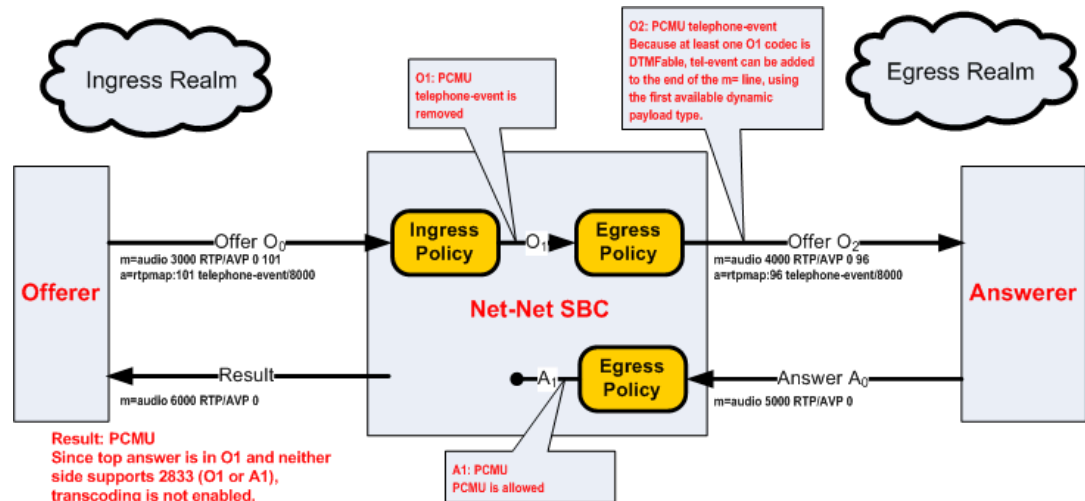 Ingress Realm
Egress Realm
O1: PCMU
telephone-event is
removed
O2: PCMU telephone-event
Because at least one O1 codec is
DTMFable, tel-event can be added
to the end of the m= line, using
the first available dynamic
payload type.
Offerer
Offer O0
m=audio 3000 RTP/AVP 0 101
a=rtpmap:101 telephone-event/8000
Ingress
Policy
O1
Egress
Policy
Offer O2
m=audio 4000 RTP/AVP 0 96
a=rtpmap:96 telephone-event/8000
Answerer
Net-Net SBC
Result
m=audio 6000 RTP/AVP 0
A1
Egress
Policy
Answer A0
m=audio 5000 RTP/AVP 0
Result: PCMU
Since top answer is in O1 and neither
side supports 2833 (O1 or A1),
transcoding is not enabled.
A1: PCMU
PCMU is allowed